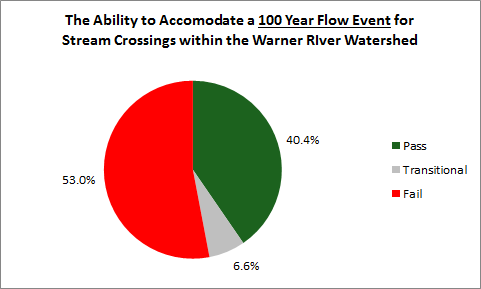 The Ability to Accomodate a 100 Year Flow Event for
Stream Crossings within the Warner RIver Watershed
40.4%
Pass
Transitional
53.0%
Fail
6.6%